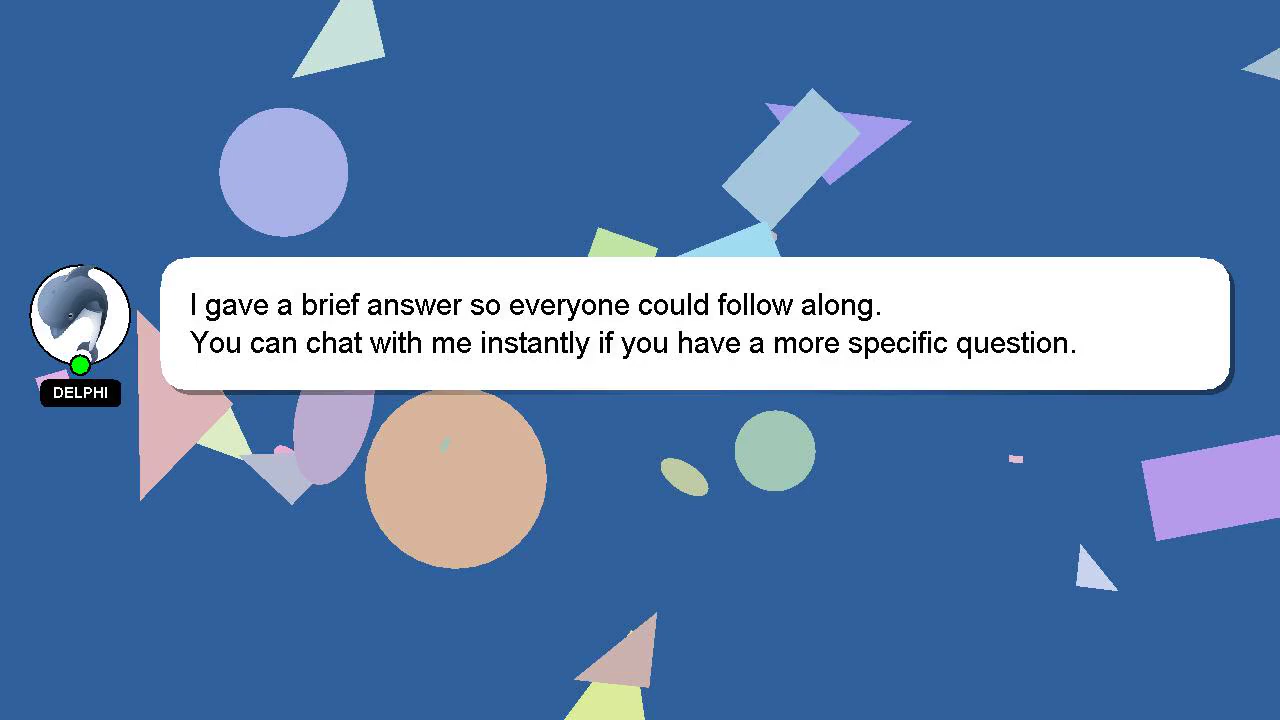 I gave a brief answer so everyone could follow along.
You can chat with me instantly if you have a more specific question.
DELPHI